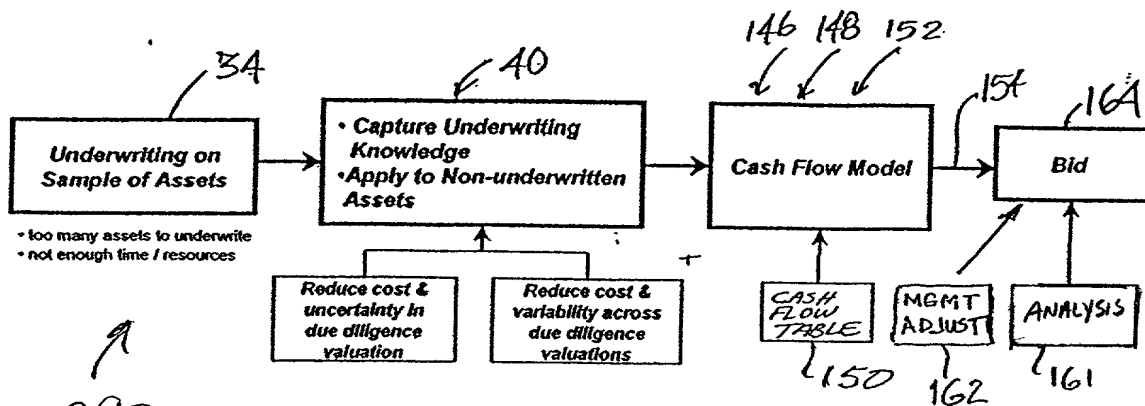 34
40
146 148 152
154
164
Underwriting on
Sample of Assets
• too many assets to underwrite
• not enough time / resources
• Capture Underwriting
Knowledge
• Apply to Non-underwritten
Assets
Reduce cost &
uncertainty in
due diligence
valuation
Reduce cost &
variability across
due diligence
valuations
Cash Flow Model
CASH
FLOW
TABLE
150
Bid
MGMT
ADJUST
162
ANALYSIS
161